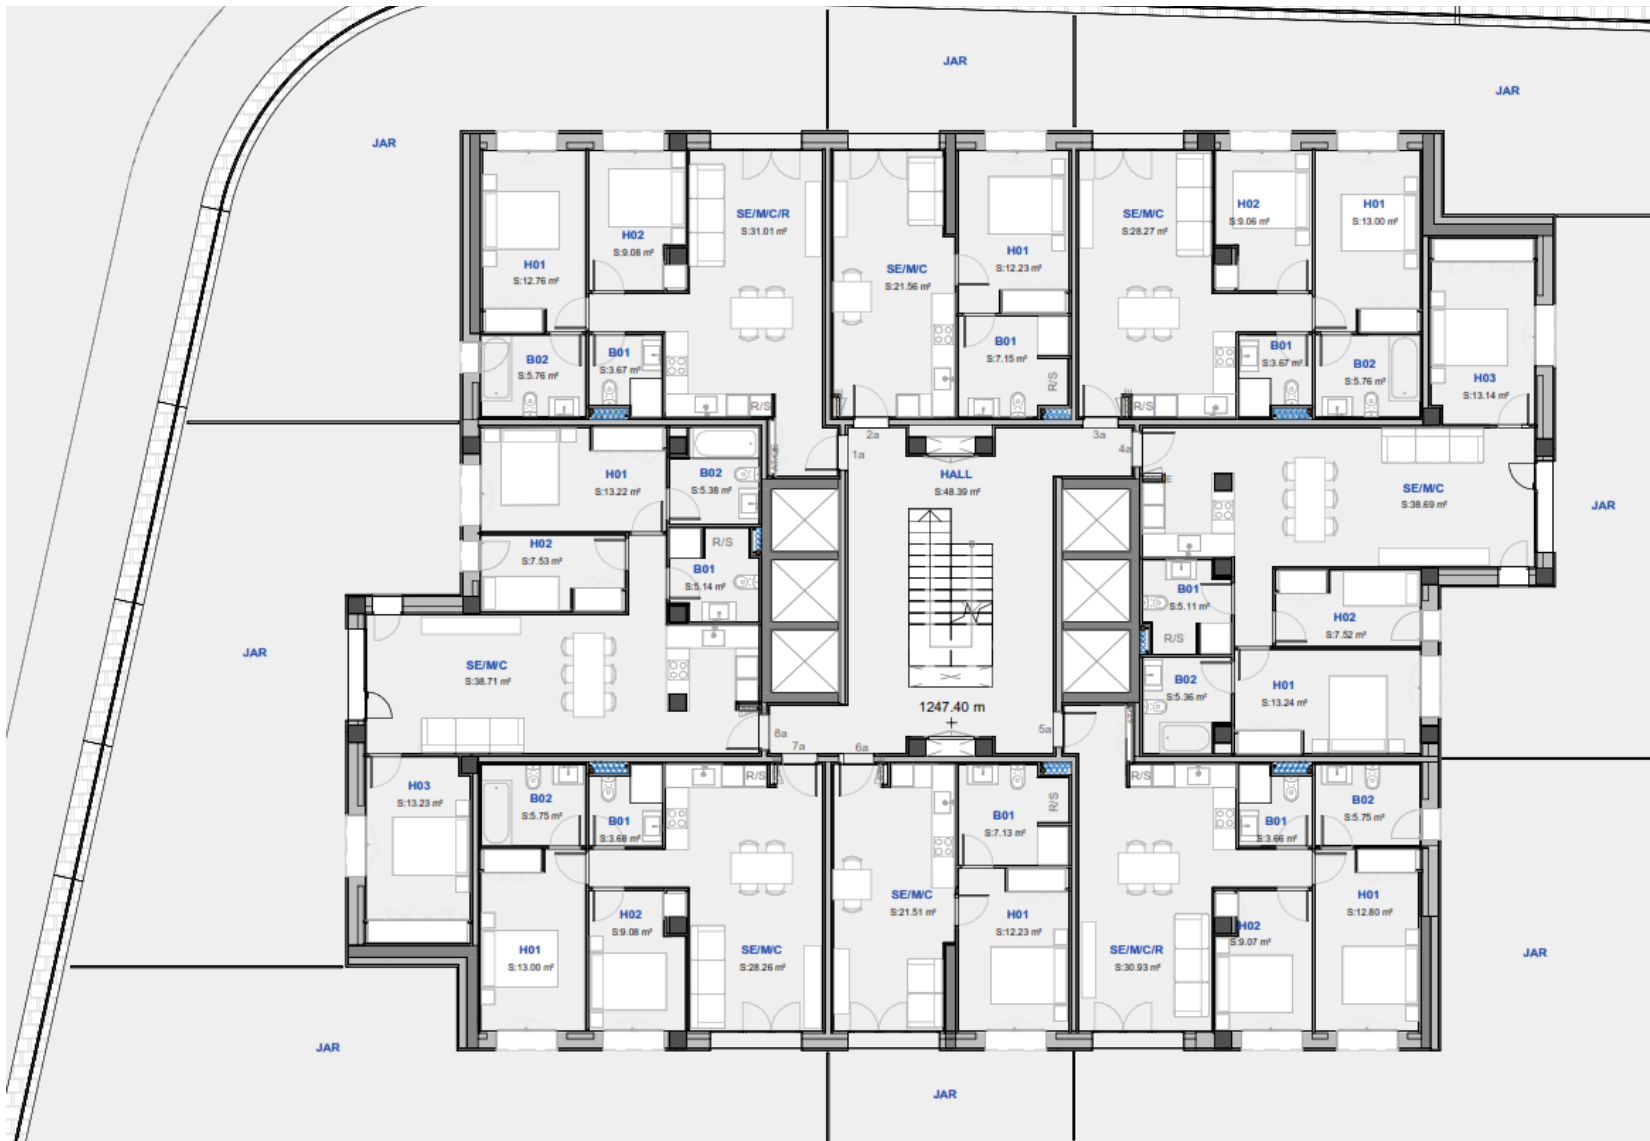 JAR
JAR
JAR
SE/M/C/R
S:31.01 m²
SE/M/C
S:28.27 m²
H02
S:9.06 m²
H01
S:13.00 m²
H02
S:9.08 m²
H01
S:12.76 m²
SE/M/C
S:21.56 m²
H01
S:12.23 m²
B02
S:5.76 m²
B01
S:3.67 m²
B01
S:7.15 m²
B01
S:3.67 m²
B02
S:5.76 m²
H03
S:13.14 m²
R/S
R/S
R/S
2a
3a
1a
4a
H01
S:13.22 m²
B02
S:5.38 m²
HALL
S:48.39 m²
SE/M/C
S:38.69 m²
JAR
H02
S:7.53 m²
R/S
B01
S:5.14 m²
B01
S:5.11 m²
R/S
H02
S:7.52 m²
JAR
SE/M/C
S:38.71 m²
B02
S:5.36 m²
H01
S:13.24 m²
1247.40 m
8a
7a
6a
5a
H03
S:13.23 m²
B02
S:5.75 m²
B01
S:3.68 m²
R/S
B01
S:7.13 m²
R/S
R/S
B01
S:3.66 m²
B02
S:5.75 m²
SE/M/C
S:21.51 m²
H01
S:12.80 m²
H02
S:9.08 m²
H01
S:12.23 m²
H02
S:9.07 m²
H01
S:13.00 m²
SE/M/C
S:28.26 m²
SE/M/C/R
S:30.93 m²
JAR
JAR
JAR